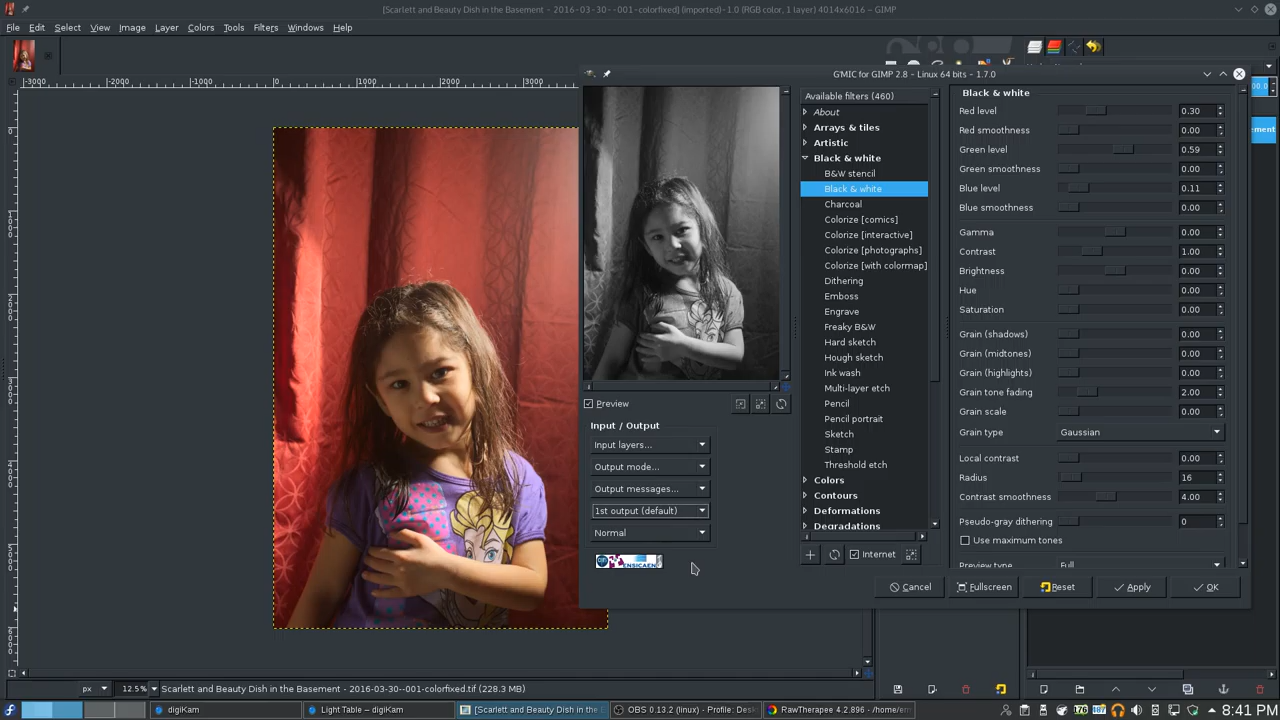 [Scarlett and Beauty Dish in the Basement - 2016-03-30--001-colorfixed] (imported)-1.0 (RGB color, 1 layer) 4014x6016 – GIMP
File Edit Select View Image Layer Colors Tools Filters Windows Help
-3000 -2000 -1000 0 1000 2000 3000
G'MIC for GIMP 2.8 - Linux 64 bits - 1.7.0
Available filters (460)
About
Arrays & tiles
Artistic
Black & white
B&W stencil
Black & white
Charcoal
Colorize [comics]
Colorize [interactive]
Colorize [photographs]
Colorize [with colormap]
Dithering
Emboss
Engrave
Freaky B&W
Hard sketch
Hough sketch
Ink wash
Multi-layer etch
Pencil
Pencil portrait
Sketch
Stamp
Threshold etch
Colors
Contours
Deformations
Degradations
Internet
Black & white
Red level 0.30
Red smoothness 0.00
Green level 0.59
Green smoothness 0.00
Blue level 0.11
Blue smoothness 0.00
Gamma 0.00
Contrast 1.00
Brightness 0.00
Hue 0.00
Saturation 0.00
Grain (shadows) 0.00
Grain (midtones) 0.00
Grain (highlights) 0.00
Grain tone fading 2.00
Grain scale 0.00
Grain type Gaussian
Local contrast 0.00
Radius 16
Contrast smoothness 4.00
Pseudo-gray dithering 0
Use maximum tones
Preview type Full
Preview
Input / Output
Input layers...
Output mode...
Output messages...
1st output (default)
Normal
ENSICAEN
Cancel Fullscreen Reset Apply OK
px 12.5% Scarlett and Beauty Dish in the Basement - 2016-03-30--001-colorfixed.tif (228.3 MB)
digiKam
Light Table – digiKam
[Scarlett and Beauty Dish in the B
OBS 0.13.2 (linux) - Profile: Desk
RawTherapee 4.2.896 - /home/er
8:41 PM